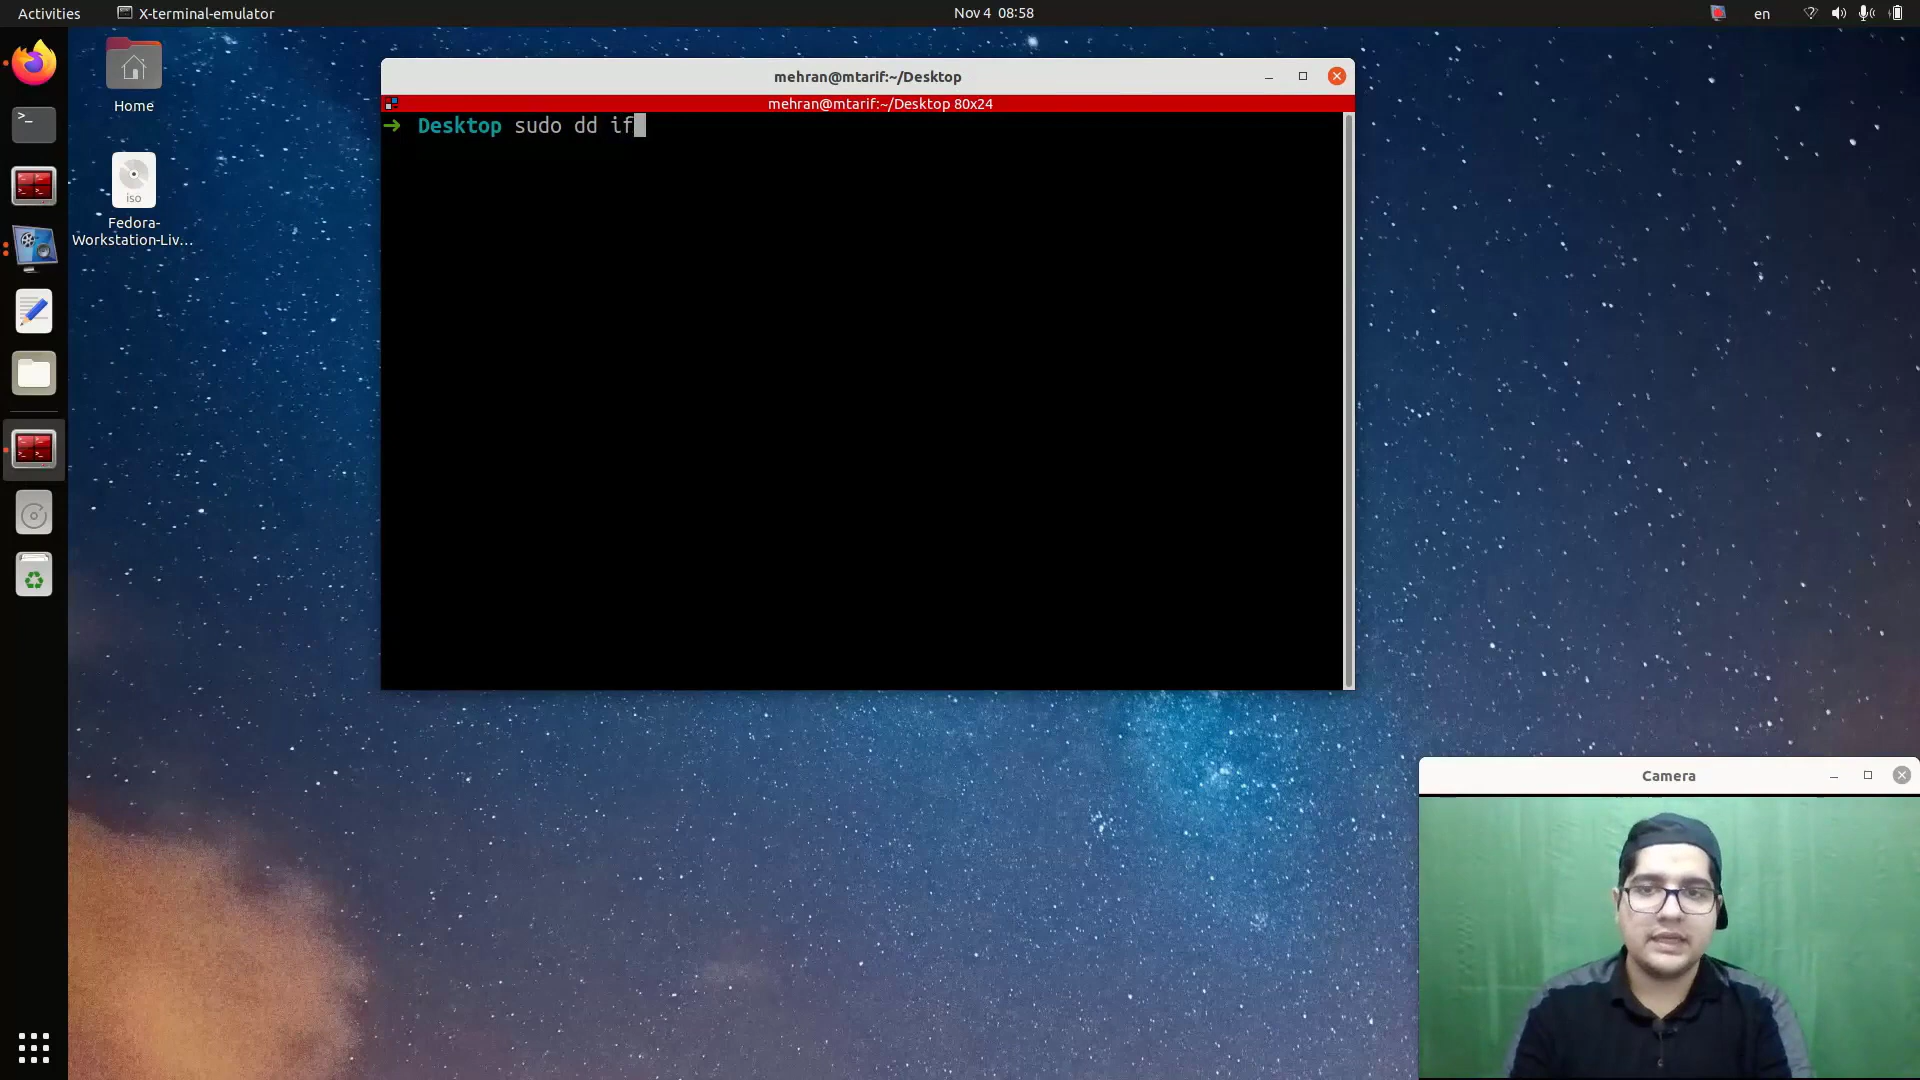 Activities
X-terminal-emulator
Nov 4 08:58
en
Home
iso
Fedora-
Workstation-Liv...
mehran@mtarif:~/Desktop
mehran@mtarif:~/Desktop 80x24
➜ Desktop sudo dd if
Camera